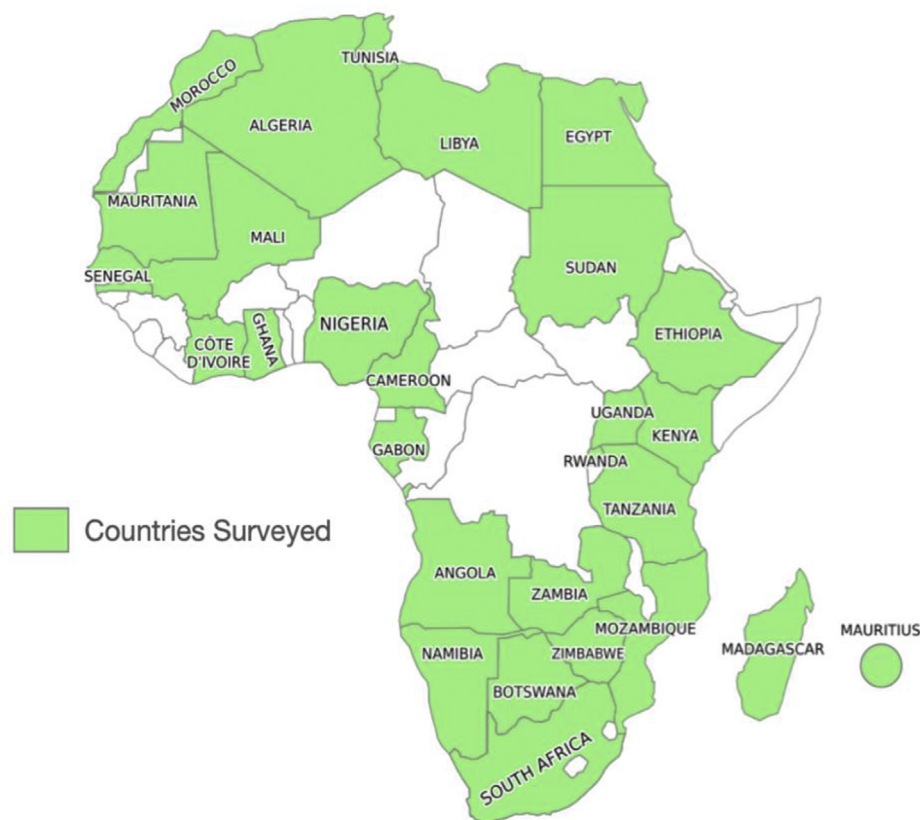 TUNISIA
MOROCCO
ALGERIA
LIBYA
EGYPT
MAURITANIA
MALI
SENEGAL
SUDAN
NIGERIA
GHANA
CÔTE
D'IVOIRE
ETHIOPIA
CAMEROON
UGANDA
KENYA
GABON
RWANDA
TANZANIA
Countries Surveyed
ANGOLA
ZAMBIA
MOZAMBIQUE
MAURITIUS
NAMIBIA
ZIMBABWE
MADAGASCAR
BOTSWANA
SOUTH AFRICA